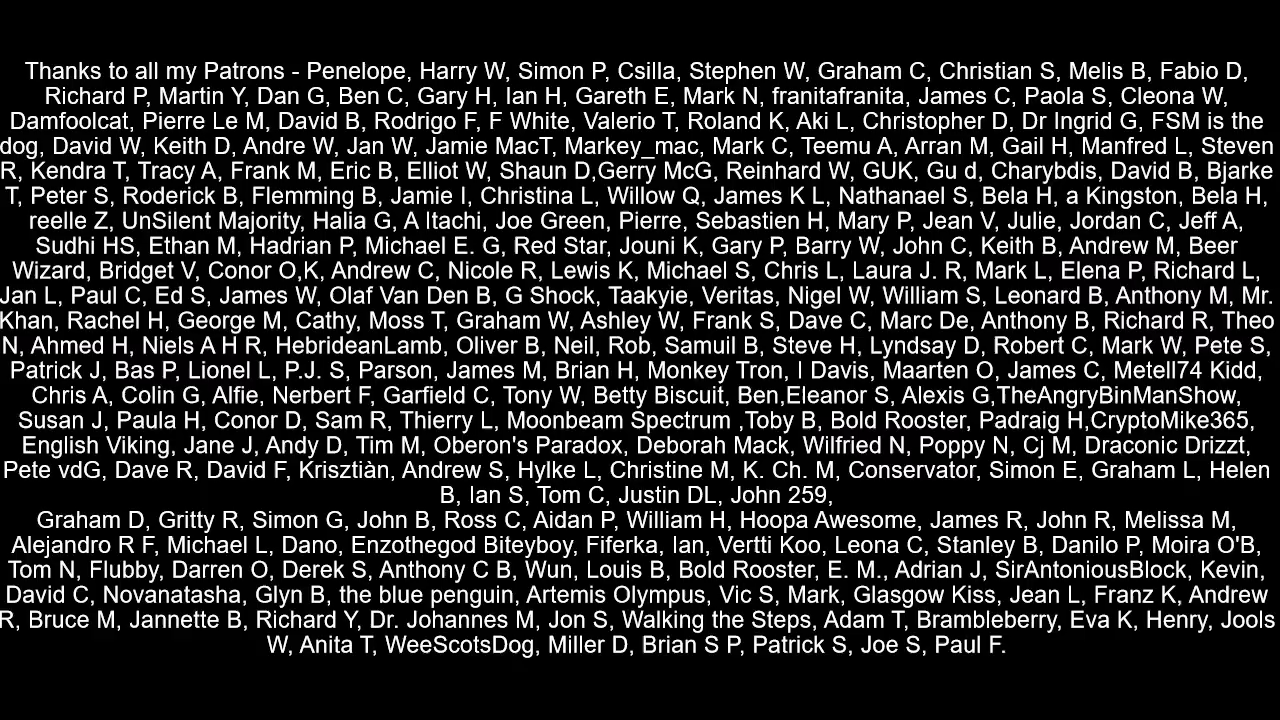 Thanks to all my Patrons - Penelope, Harry W, Simon P, Csilla, Stephen W, Graham C, Christian S, Melis B, Fabio D,
Richard P, Martin Y, Dan G, Ben C, Gary H, Ian H, Gareth E, Mark N, franitafranita, James C, Paola S, Cleona W,
Damfoolcat, Pierre Le M, David B, Rodrigo F, F White, Valerio T, Roland K, Aki L, Christopher D, Dr Ingrid G, FSM is the
dog, David W, Keith D, Andre W, Jan W, Jamie MacT, Markey_mac, Mark C, Teemu A, Arran M, Gail H, Manfred L, Steven
R, Kendra T, Tracy A, Frank M, Eric B, Elliot W, Shaun D,Gerry McG, Reinhard W, GUK, Gu d, Charybdis, David B, Bjarke
T, Peter S, Roderick B, Flemming B, Jamie I, Christina L, Willow Q, James K L, Nathanael S, Bela H, a Kingston, Bela H,
reelle Z, UnSilent Majority, Halia G, A Itachi, Joe Green, Pierre, Sebastien H, Mary P, Jean V, Julie, Jordan C, Jeff A,
Sudhi HS, Ethan M, Hadrian P, Michael E. G, Red Star, Jouni K, Gary P, Barry W, John C, Keith B, Andrew M, Beer
Wizard, Bridget V, Conor O,K, Andrew C, Nicole R, Lewis K, Michael S, Chris L, Laura J. R, Mark L, Elena P, Richard L,
Jan L, Paul C, Ed S, James W, Olaf Van Den B, G Shock, Taakyie, Veritas, Nigel W, William S, Leonard B, Anthony M, Mr.
Khan, Rachel H, George M, Cathy, Moss T, Graham W, Ashley W, Frank S, Dave C, Marc De, Anthony B, Richard R, Theo
N, Ahmed H, Niels A H R, HebrideanLamb, Oliver B, Neil, Rob, Samuil B, Steve H, Lyndsay D, Robert C, Mark W, Pete S,
Patrick J, Bas P, Lionel L, P.J. S, Parson, James M, Brian H, Monkey Tron, I Davis, Maarten O, James C, Metell74 Kidd,
Chris A, Colin G, Alfie, Nerbert F, Garfield C, Tony W, Betty Biscuit, Ben,Eleanor S, Alexis G,TheAngryBinManShow,
Susan J, Paula H, Conor D, Sam R, Thierry L, Moonbeam Spectrum ,Toby B, Bold Rooster, Padraig H,CryptoMike365,
English Viking, Jane J, Andy D, Tim M, Oberon's Paradox, Deborah Mack, Wilfried N, Poppy N, Cj M, Draconic Drizzt,
Pete vdG, Dave R, David F, Krisztiàn, Andrew S, Hylke L, Christine M, K. Ch. M, Conservator, Simon E, Graham L, Helen
B, Ian S, Tom C, Justin DL, John 259,
Graham D, Gritty R, Simon G, John B, Ross C, Aidan P, William H, Hoopa Awesome, James R, John R, Melissa M,
Alejandro R F, Michael L, Dano, Enzothegod Biteyboy, Fiferka, Ian, Vertti Koo, Leona C, Stanley B, Danilo P, Moira O'B,
Tom N, Flubby, Darren O, Derek S, Anthony C B, Wun, Louis B, Bold Rooster, E. M., Adrian J, SirAntoniousBlock, Kevin,
David C, Novanatasha, Glyn B, the blue penguin, Artemis Olympus, Vic S, Mark, Glasgow Kiss, Jean L, Franz K, Andrew
R, Bruce M, Jannette B, Richard Y, Dr. Johannes M, Jon S, Walking the Steps, Adam T, Brambleberry, Eva K, Henry, Jools
W, Anita T, WeeScotsDog, Miller D, Brian S P, Patrick S, Joe S, Paul F.